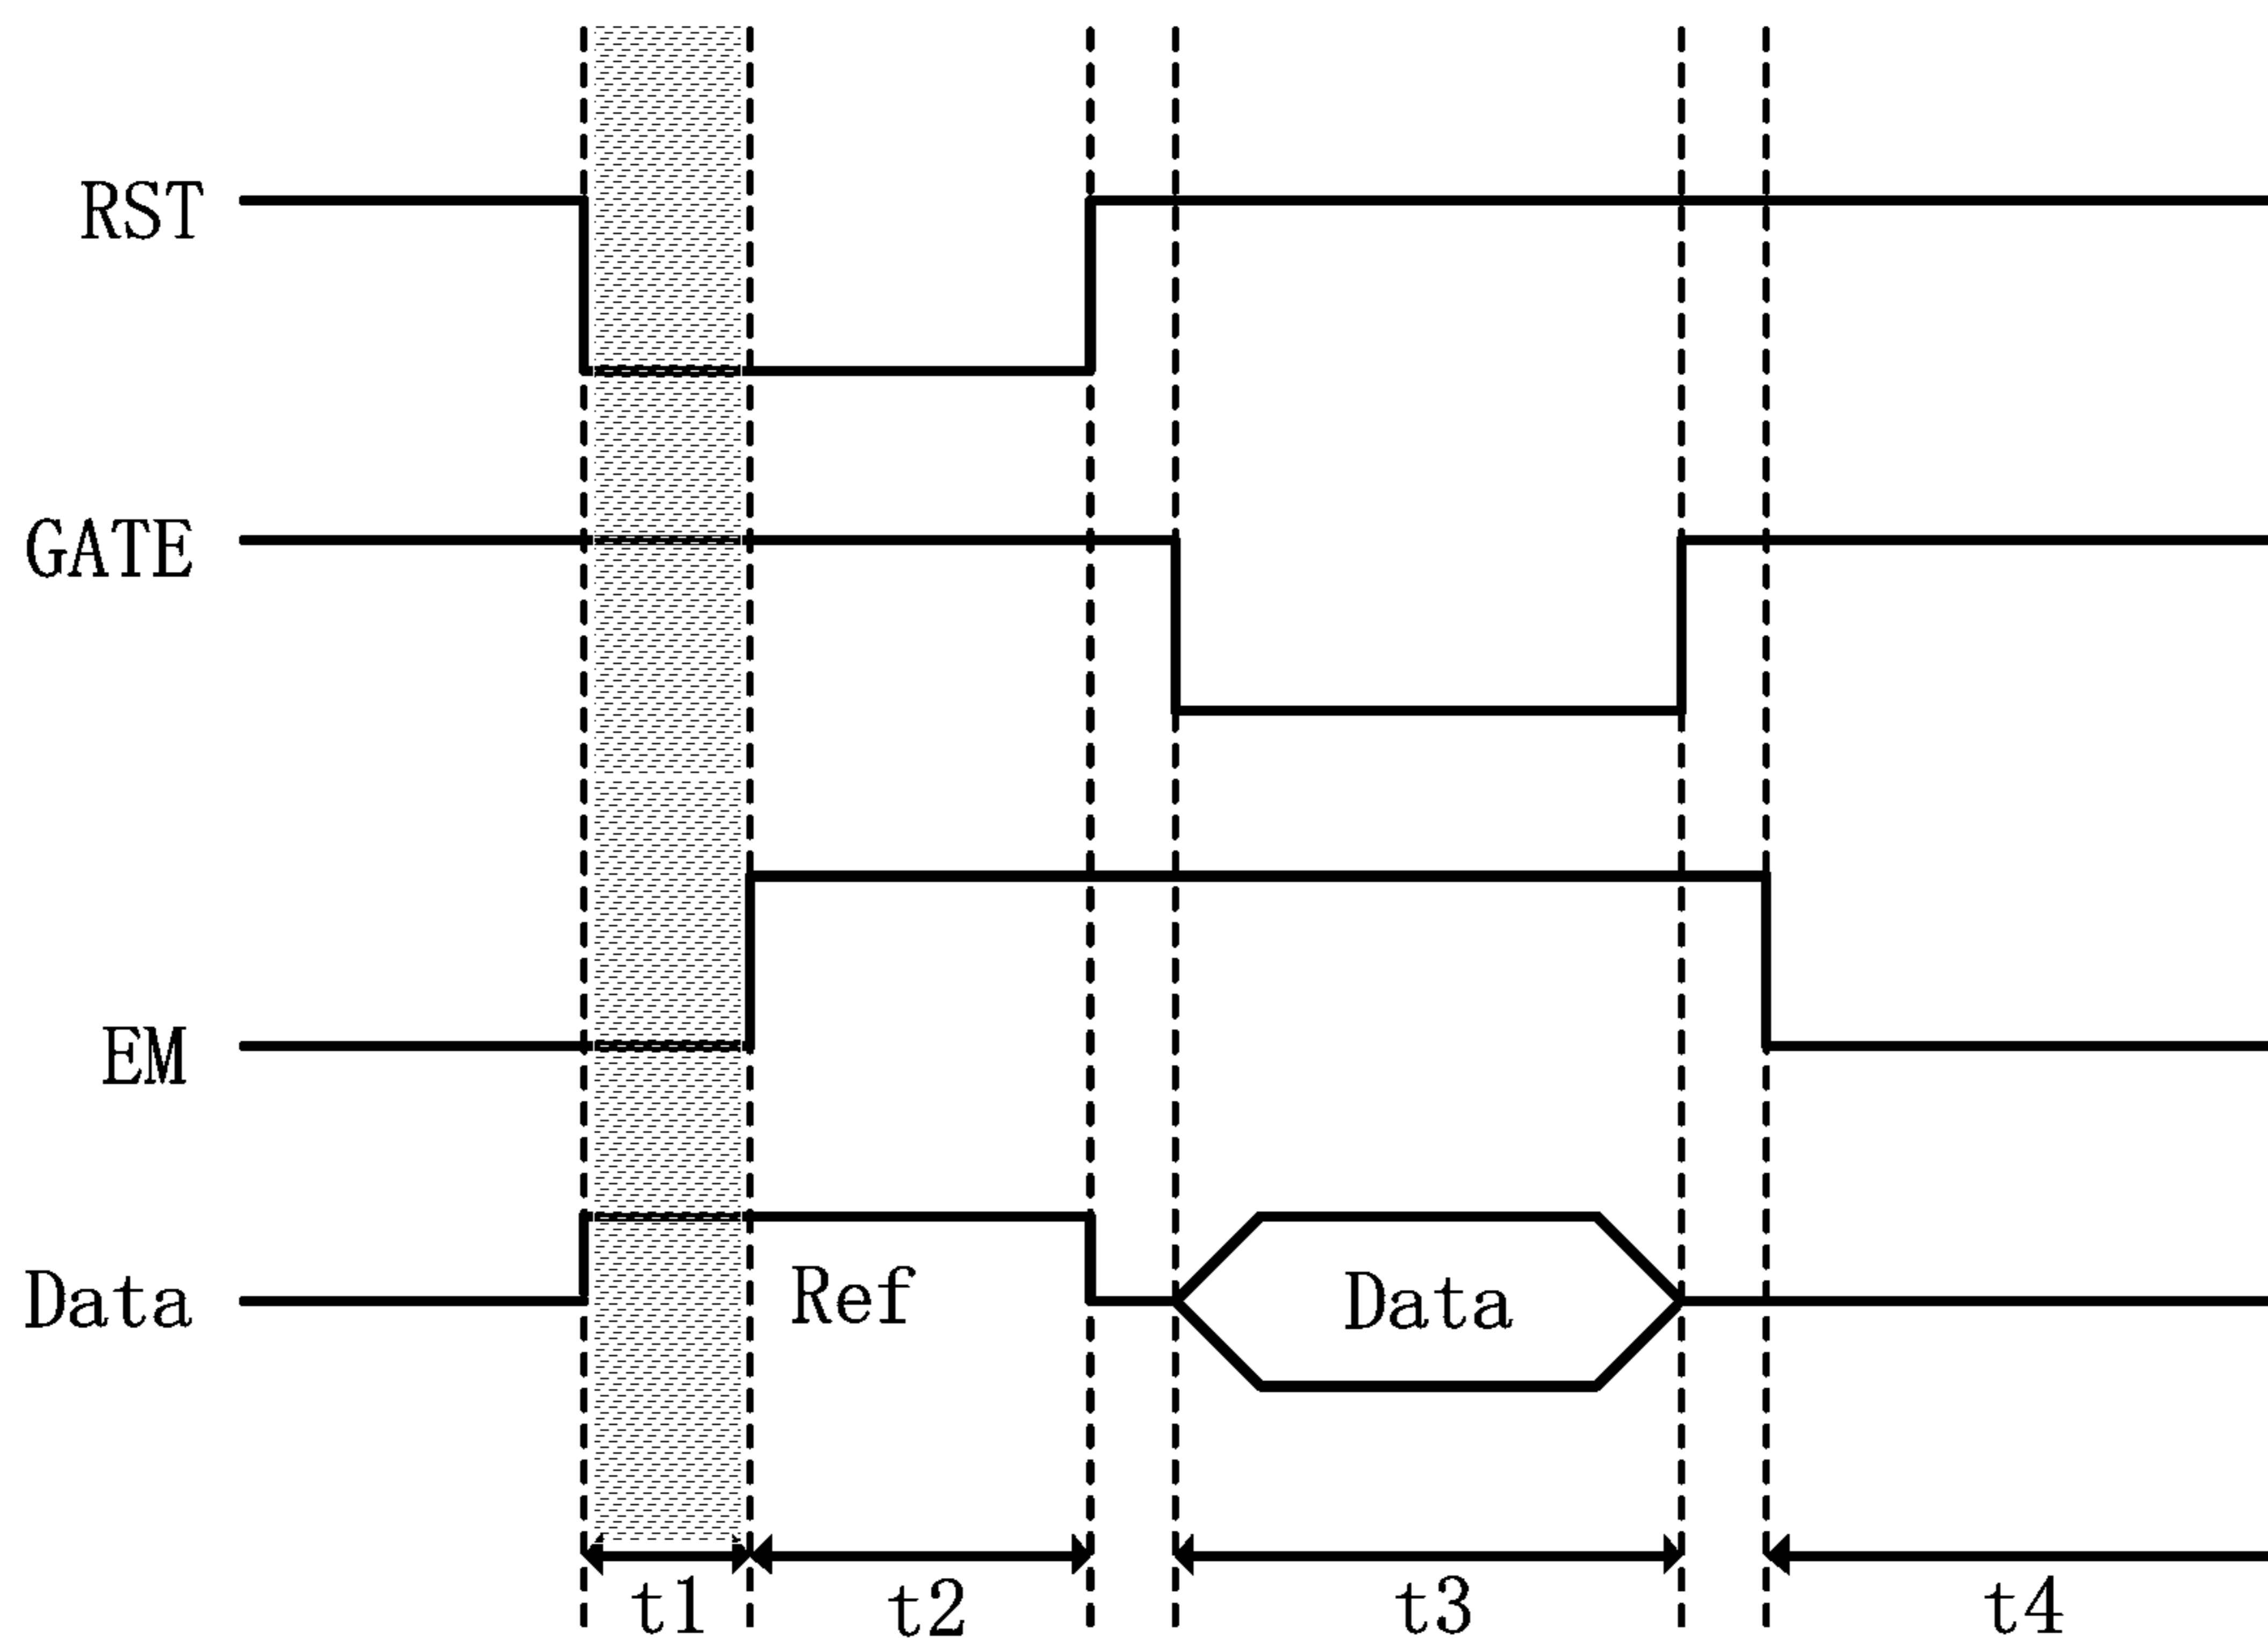 RST
GATE
EM
Data Ref Data
t1 t2 t3 t4